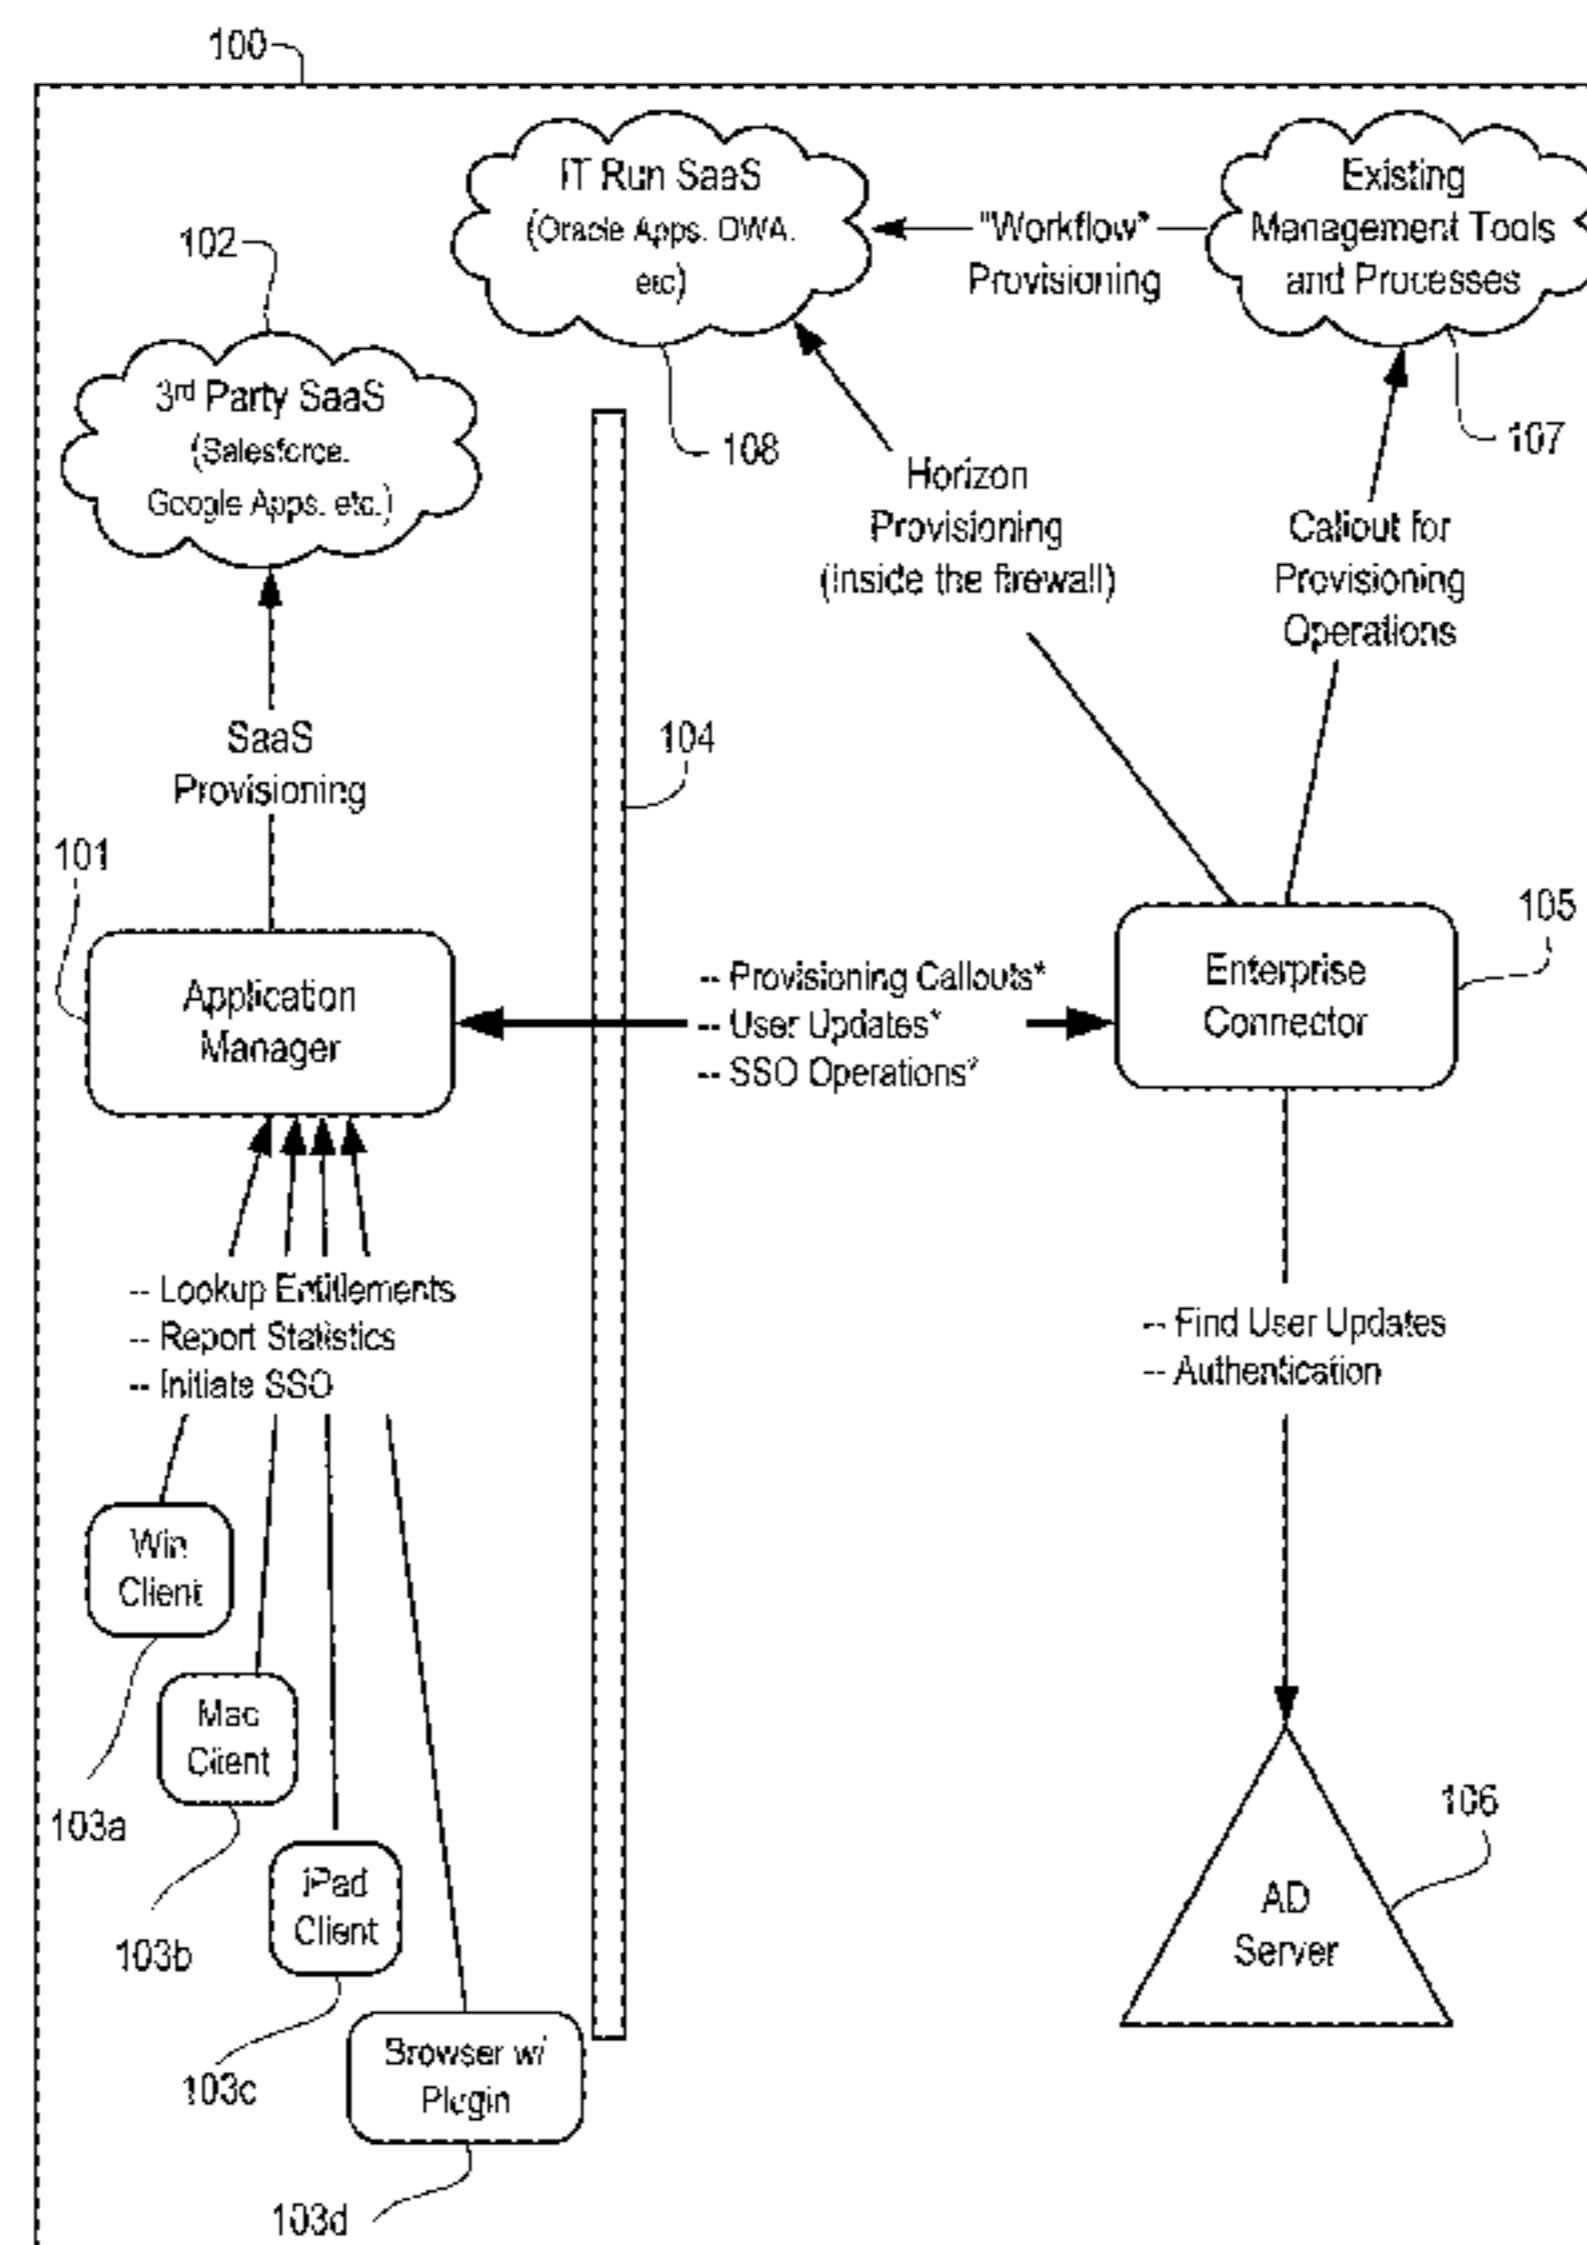 100
IT Run SaaS
(Oracle Apps. OWA.
etc)
"Workflow"
Provisioning
Existing
Management Tools
and Processes
102
3rd Party SaaS
(Salesforce.
Google Apps. etc.)
108
107
Horizon
Provisioning
(inside the firewall)
Callout for
Provisioning
Operations
SaaS
Provisioning
104
101
Application
Manager
-- Provisioning Callouts*
-- User Updates*
-- SSO Operations*
Enterprise
Connector
105
-- Lookup Entitlements
-- Report Statistics
-- Initiate SSO
-- Find User Updates
-- Authentication
Win
Client
103a
Mac
Client
103b
iPad
Client
103c
Browser w/
Plugin
103d
AD
Server
106